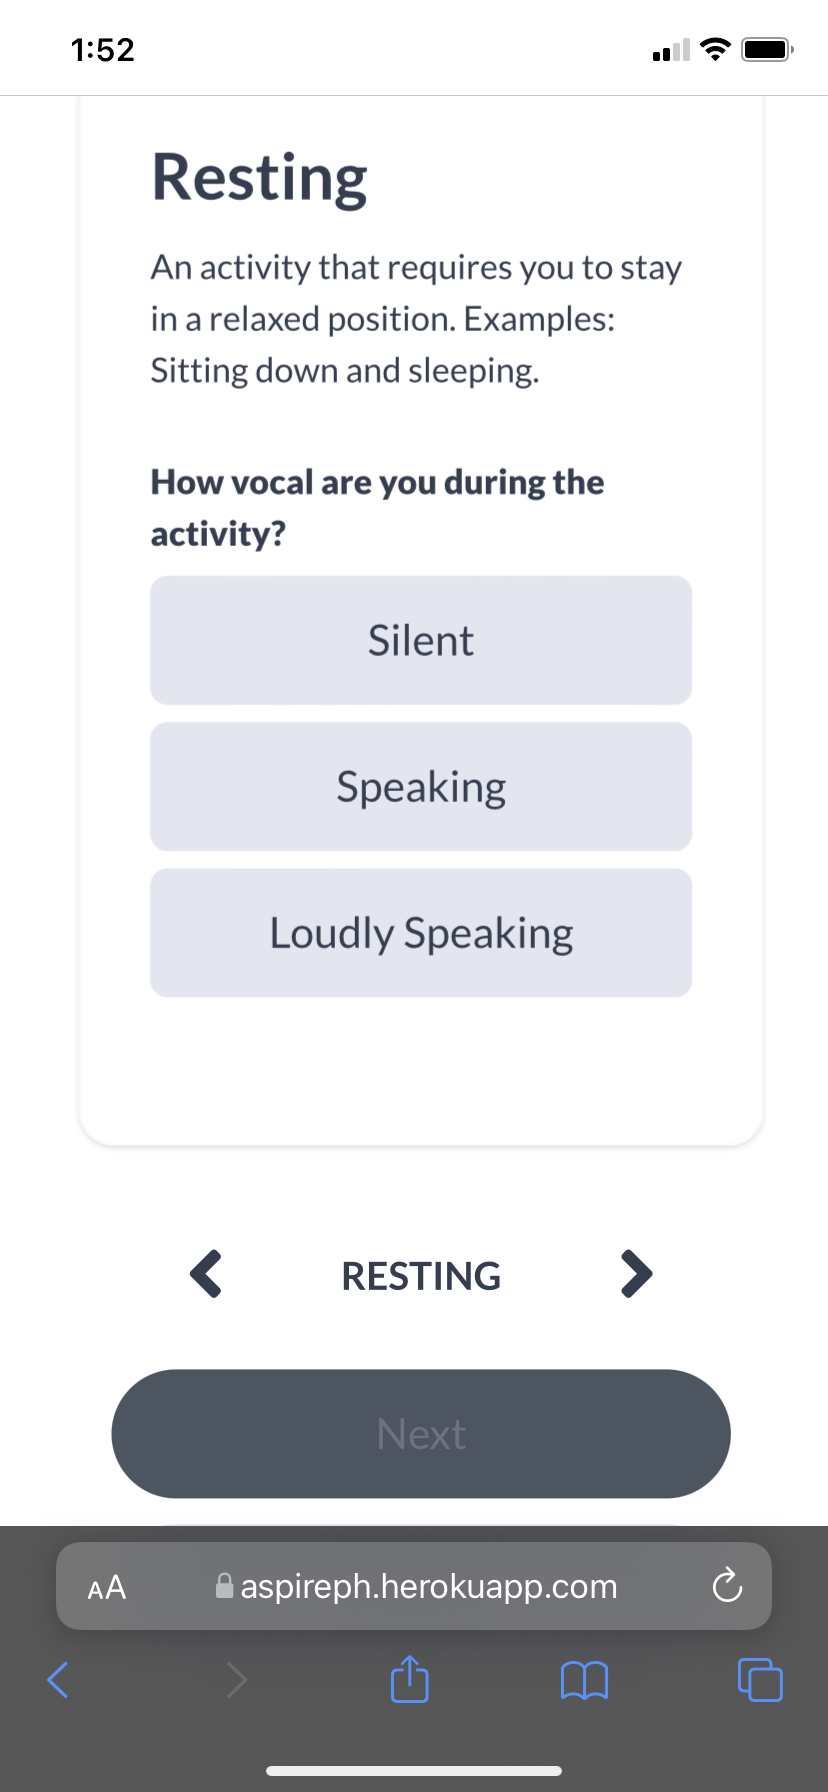 1:52
Resting
An activity that requires you to stay
in a relaxed position. Examples:
Sitting down and sleeping.
How vocal are you during the
activity?
Silent
Speaking
Loudly Speaking
RESTING
Next
AA aspireph.herokuapp.com